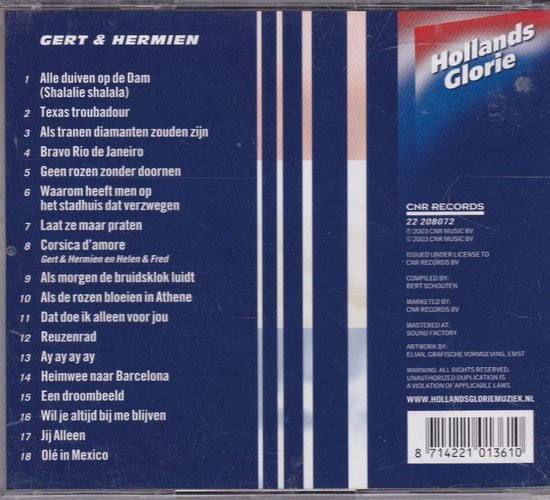 GERT & HERMIEN
1 Alle duiven op de Dam
(Shalalie shalala)
2 Texas troubadour
3 Als tranen diamanten zouden zijn
4 Bravo Rio de Janeiro
5 Geen rozen zonder doornen
6 Waarom heeft men op
het stadhuis dat verzwegen
7 Laat ze maar praten
8 Corsica d'amore
Gert & Hermien en Helen & Fred
9 Als morgen de bruidsklok luidt
10 Als de rozen bloeien in Athene
11 Dat doe ik alleen voor jou
12 Reuzenrad
13 Ay ay ay ay
14 Heimwee naar Barcelona
15 Een droombeeld
16 Wil je altijd bij me blijven
17 Jij Alleen
18 Olé in Mexico
Hollands
Glorie
CNR RECORDS
22 208072
℗ 2003 CNR MUSIC BV
© 2003 CNR MUSIC BV
ISSUED UNDER LICENSE TO
CNR RECORDS BV
COMPILED BY:
BERT SCHOUTEN
MARKETED BY:
CNR RECORDS BV
MASTERED AT:
SOUND FACTORY
ARTWORK BY:
ELIAN, GRAFISCHE VORMGEVING, EMST
WARNING: ALL RIGHTS RESERVED.
UNAUTHORIZED DUPLICATION IS
A VIOLATION OF APPLICABLE LAWS.
WWW.HOLLANDSGLORIEMUZIEK.NL
8 714221 013610